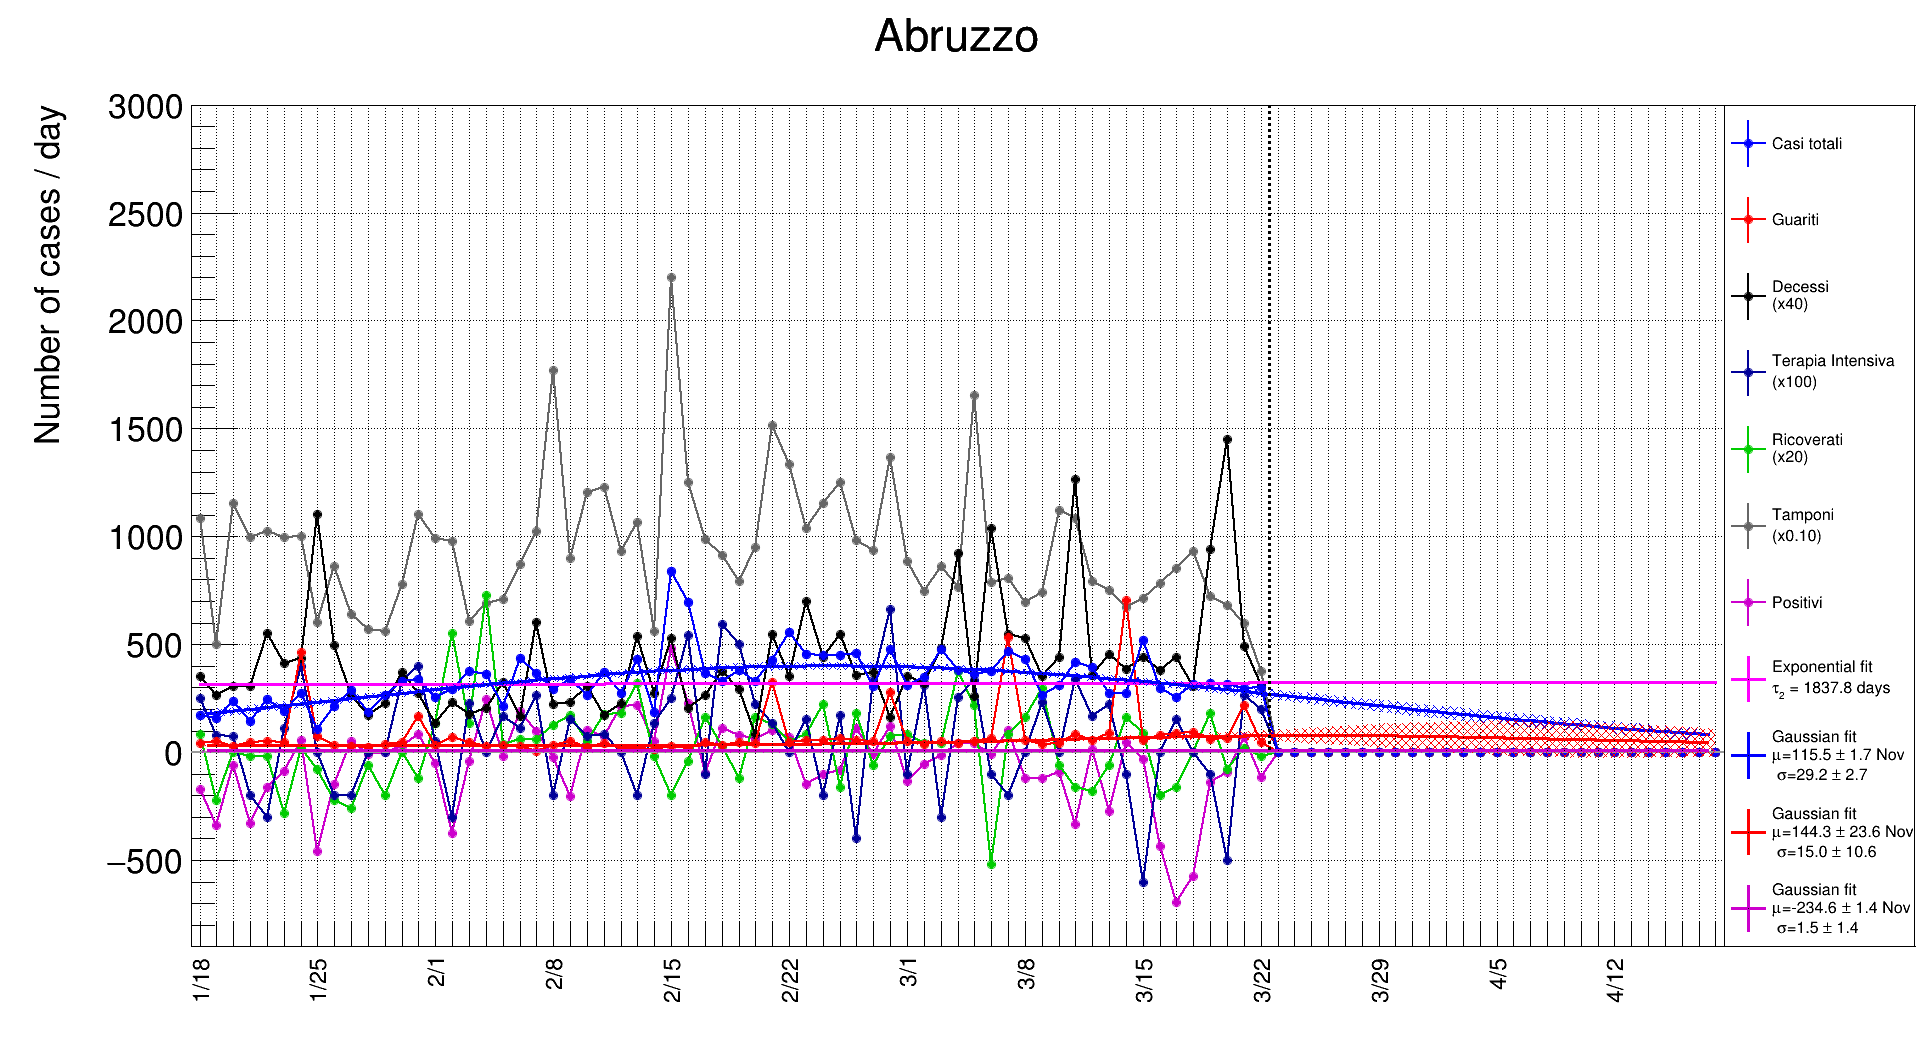 Abruzzo
Number of cases / day
3000
2500
2000
1500
1000
500
0
−500
1/18
1/25
2/1
2/8
2/15
2/22
3/1
3/8
3/15
3/22
3/29
4/5
4/12
Casi totali
Guariti
Decessi
(x40)
Terapia Intensiva
(x100)
Ricoverati
(x20)
Tamponi
(x0.10)
Positivi
Exponential fit
τ₂ = 1837.8 days
Gaussian fit
μ=115.5 ± 1.7 Nov
σ=29.2 ± 2.7
Gaussian fit
μ=144.3 ± 23.6 Nov
σ=15.0 ± 10.6
Gaussian fit
μ=-234.6 ± 1.4 Nov
σ=1.5 ± 1.4